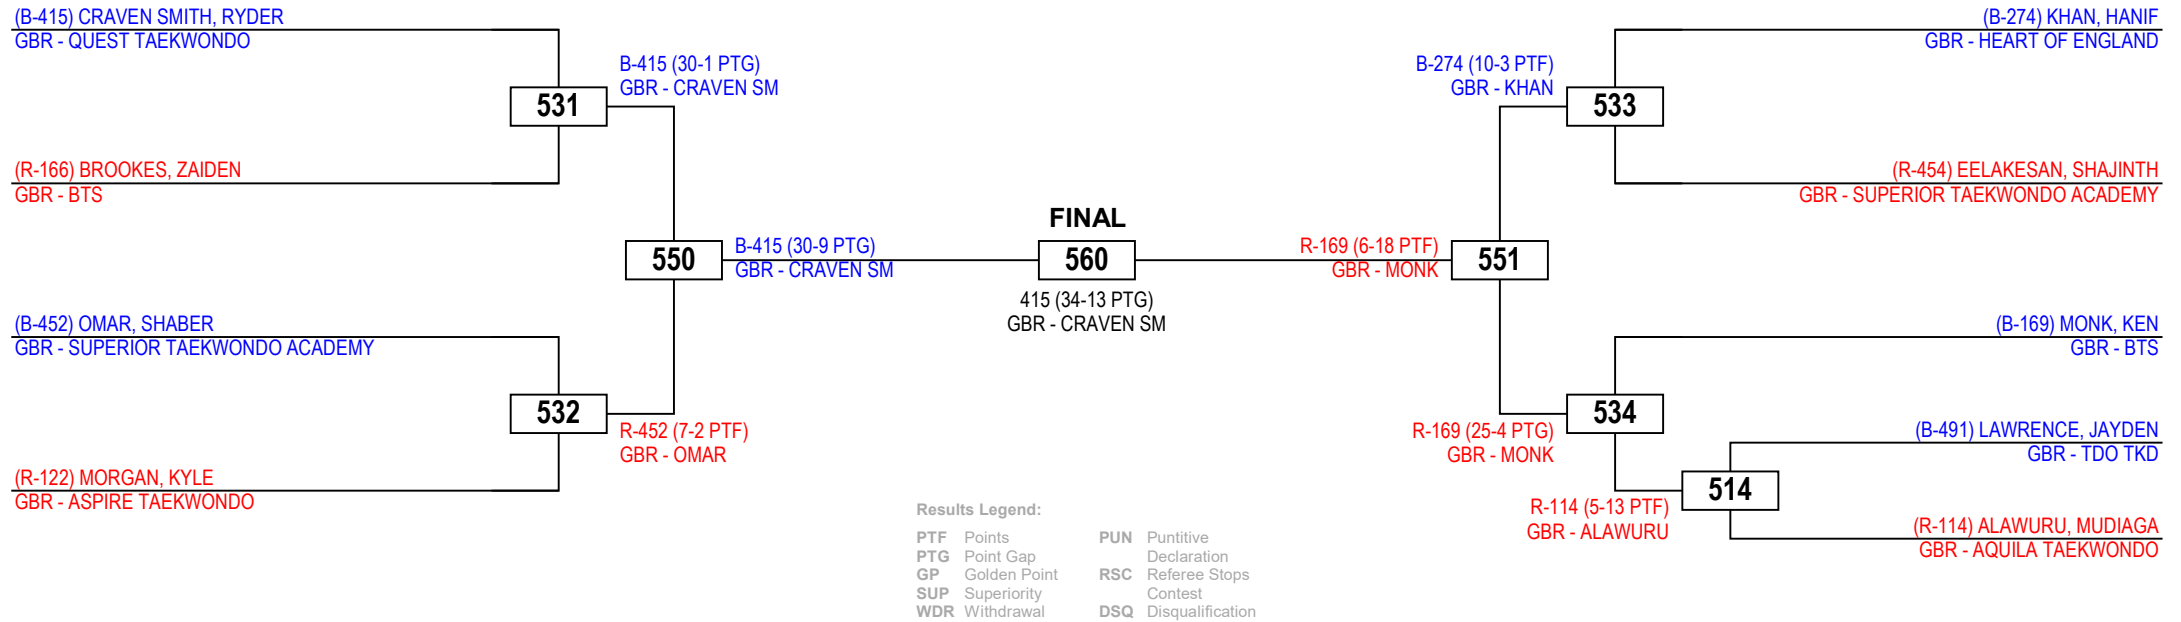 (B-415) CRAVEN SMITH, RYDER
GBR - QUEST TAEKWONDO
B-415 (30-1 PTG)
GBR - CRAVEN SM
531
(R-166) BROOKES, ZAIDEN
GBR - BTS
550
B-415 (30-9 PTG)
GBR - CRAVEN SM
(B-452) OMAR, SHABER
GBR - SUPERIOR TAEKWONDO ACADEMY
532
R-452 (7-2 PTF)
GBR - OMAR
(R-122) MORGAN, KYLE
GBR - ASPIRE TAEKWONDO
FINAL
560
415 (34-13 PTG)
GBR - CRAVEN SM
(B-274) KHAN, HANIF
GBR - HEART OF ENGLAND
B-274 (10-3 PTF)
GBR - KHAN
533
(R-454) EELAKESAN, SHAJINTH
GBR - SUPERIOR TAEKWONDO ACADEMY
R-169 (6-18 PTF)
GBR - MONK
551
(B-169) MONK, KEN
GBR - BTS
534
R-169 (25-4 PTG)
GBR - MONK
(B-491) LAWRENCE, JAYDEN
GBR - TDO TKD
514
R-114 (5-13 PTF)
GBR - ALAWURU
(R-114) ALAWURU, MUDIAGA
GBR - AQUILA TAEKWONDO
Results Legend:
PTF Points
PTG Point Gap
GP Golden Point
SUP Superiority
WDR Withdrawal
PUN Puntitive
Declaration
RSC Referee Stops
Contest
DSQ Disqualification